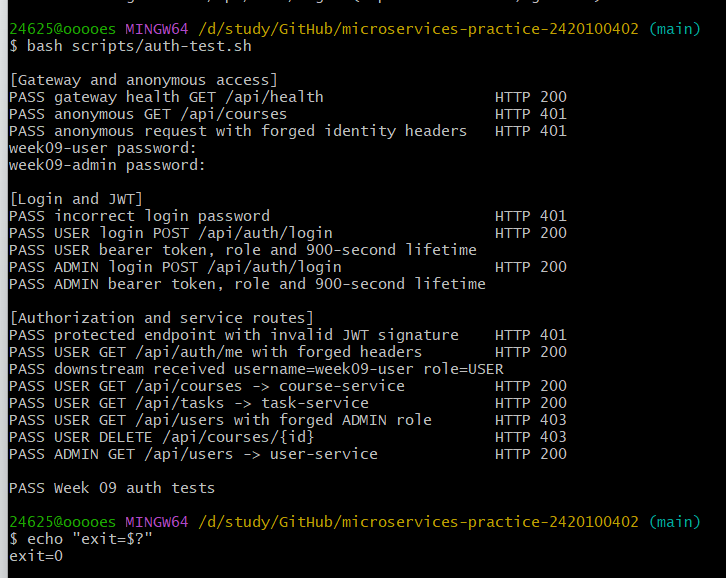 24625@ooooes MINGW64 /d/study/GitHub/microservices-practice-2420100402 (main)
$ bash scripts/auth-test.sh
[Gateway and anonymous access]
PASS gateway health GET /api/health HTTP 200
PASS anonymous GET /api/courses HTTP 401
PASS anonymous request with forged identity headers HTTP 401
week09-user password:
week09-admin password:
[Login and JWT]
PASS incorrect login password HTTP 401
PASS USER login POST /api/auth/login HTTP 200
PASS USER bearer token, role and 900-second lifetime
PASS ADMIN login POST /api/auth/login HTTP 200
PASS ADMIN bearer token, role and 900-second lifetime
[Authorization and service routes]
PASS protected endpoint with invalid JWT signature HTTP 401
PASS USER GET /api/auth/me with forged headers HTTP 200
PASS downstream received username=week09-user role=USER
PASS USER GET /api/courses -> course-service HTTP 200
PASS USER GET /api/tasks -> task-service HTTP 200
PASS USER GET /api/users with forged ADMIN role HTTP 403
PASS USER DELETE /api/courses/{id} HTTP 403
PASS ADMIN GET /api/users -> user-service HTTP 200
PASS Week 09 auth tests
24625@ooooes MINGW64 /d/study/GitHub/microservices-practice-2420100402 (main)
$ echo "exit=$?"
exit=0